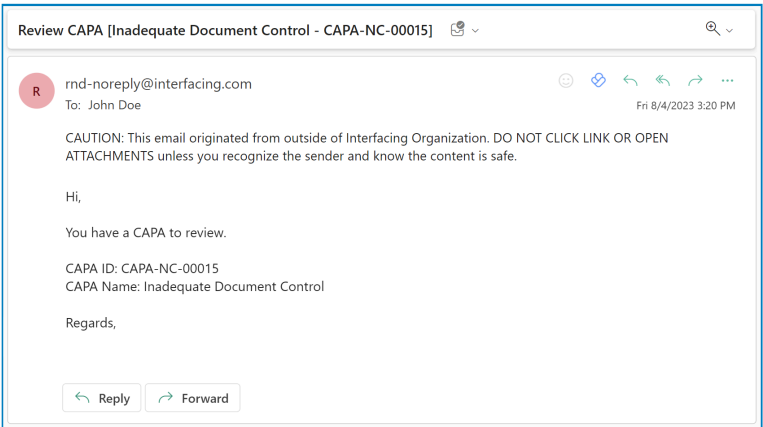 Review CAPA [Inadequate Document Control - CAPA-NC-00015]
R
rnd-noreply@interfacing.com
To: John Doe
Fri 8/4/2023 3:20 PM
CAUTION: This email originated from outside of Interfacing Organization. DO NOT CLICK LINK OR OPEN
ATTACHMENTS unless you recognize the sender and know the content is safe.
Hi,
You have a CAPA to review.
CAPA ID: CAPA-NC-00015
CAPA Name: Inadequate Document Control
Regards,
Reply
Forward